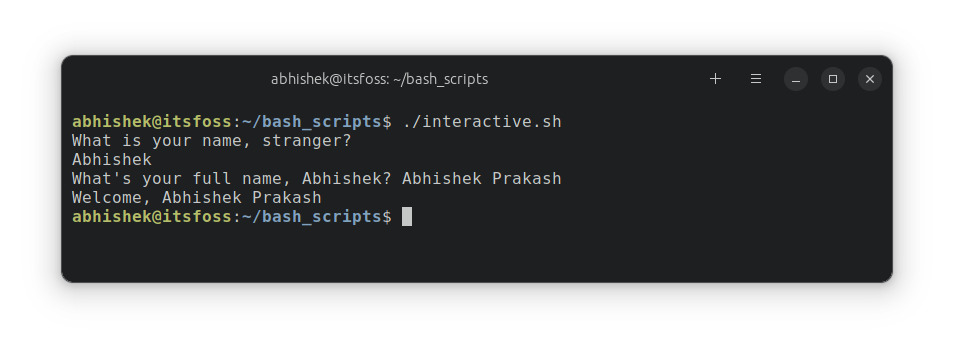 abhishek@itsfoss: ~/bash_scripts
abhishek@itsfoss:~/bash_scripts$ ./interactive.sh
What is your name, stranger?
Abhishek
What's your full name, Abhishek? Abhishek Prakash
Welcome, Abhishek Prakash
abhishek@itsfoss:~/bash_scripts$